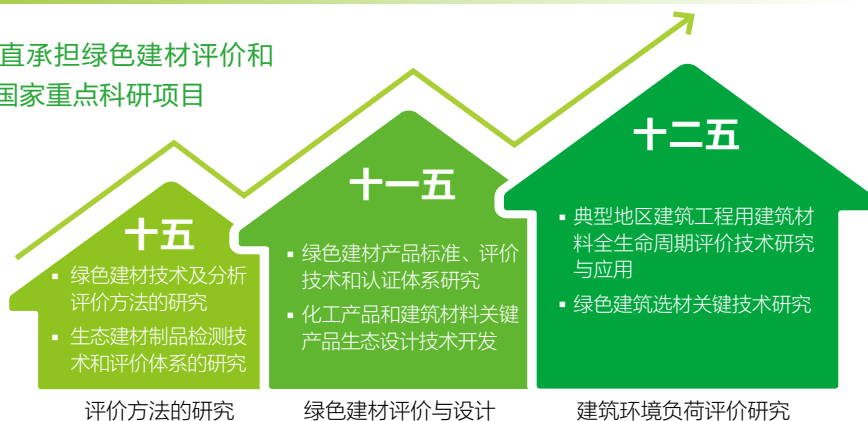 直承担绿色建材评价和
国家重点科研项目
十五
▪ 绿色建材技术及分析
评价方法的研究
▪ 生态建材制品检测技
术和评价体系的研究
评价方法的研究
十一五
▪ 绿色建材产品标准、评价
技术和认证体系研究
▪ 化工产品和建筑材料关键
产品生态设计技术开发
绿色建材评价与设计
十二五
▪ 典型地区建筑工程用建筑材
料全生命周期评价技术研究
与应用
▪ 绿色建筑选材关键技术研究
建筑环境负荷评价研究